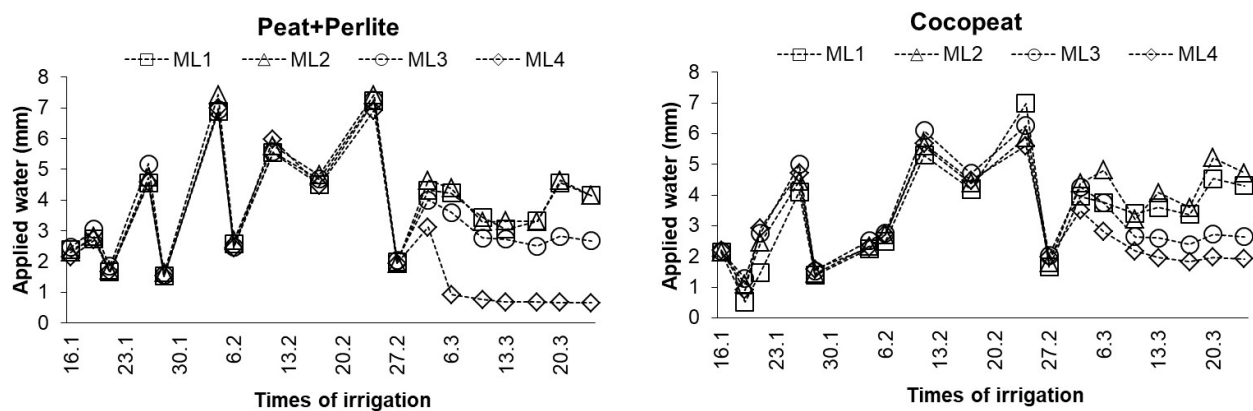 Peat+Perlite
ML1 ML2 ML3 ML4
Applied water (mm)
8
7
6
5
4
3
2
1
0
16.1 23.1 30.1 6.2 13.2 20.2 27.2 6.3 13.3 20.3
Times of irrigation
Cocopeat
ML1 ML2 ML3 ML4
Applied water (mm)
8
7
6
5
4
3
2
1
0
16.1 23.1 30.1 6.2 13.2 20.2 27.2 6.3 13.3 20.3
Times of irrigation